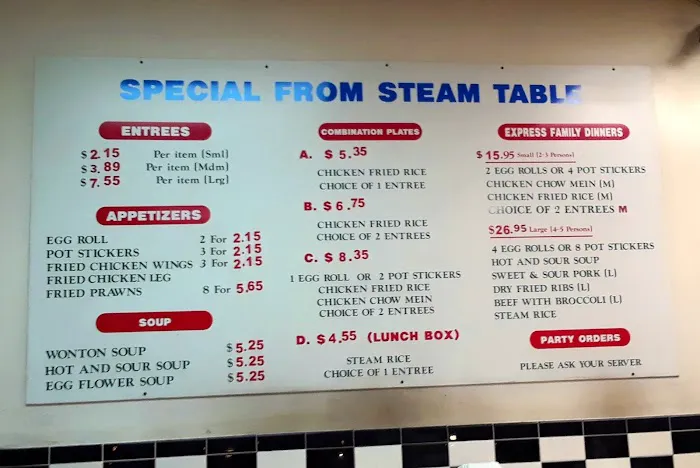 SPECIAL FROM STEAM TABLE
ENTREES
$2.15 Per item (Sml)
$3.89 Per item (Mdm)
$7.55 Per item (Lrg)
APPETIZERS
EGG ROLL 2 For 2.15
POT STICKERS 3 For 2.15
FRIED CHICKEN WINGS 3 For 2.15
FRIED CHICKEN LEG
FRIED PRAWNS 8 For 5.65
SOUP
WONTON SOUP $5.25
HOT AND SOUR SOUP $5.25
EGG FLOWER SOUP $5.25
COMBINATION PLATES
A. $5.35
CHICKEN FRIED RICE
CHOICE OF 1 ENTREE
B. $6.75
CHICKEN FRIED RICE
CHOICE OF 2 ENTREES
C. $8.35
1 EGG ROLL OR 2 POT STICKERS
CHICKEN FRIED RICE
CHICKEN CHOW MEIN
CHOICE OF 2 ENTREES
D. $4.55 (LUNCH BOX)
STEAM RICE
CHOICE OF 1 ENTREE
EXPRESS FAMILY DINNERS
$15.95 Small (2-3 Persons)
2 EGG ROLLS OR 4 POT STICKERS
CHICKEN CHOW MEIN (M)
CHICKEN FRIED RICE (M)
CHOICE OF 2 ENTREES M
$26.95 Large (4-5 Persons)
4 EGG ROLLS OR 8 POT STICKERS
HOT AND SOUR SOUP
SWEET & SOUR PORK (L)
DRY FRIED RIBS (L)
BEEF WITH BROCCOLI (L)
STEAM RICE
PARTY ORDERS
PLEASE ASK YOUR SERVER